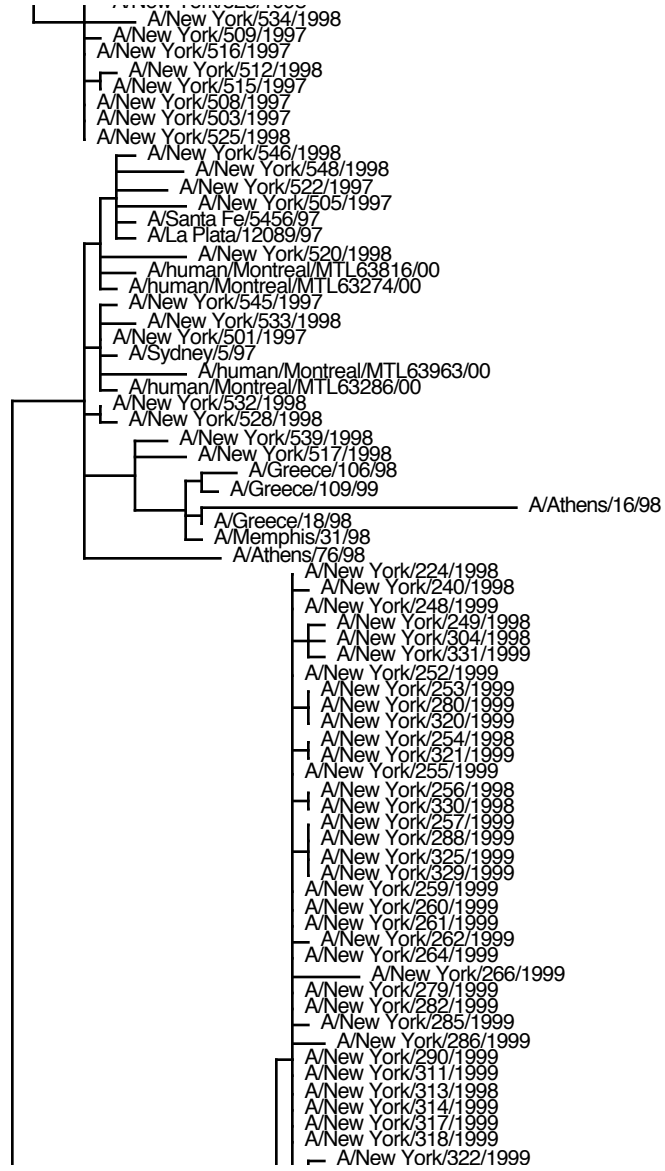 A/New York/534/1998
A/New York/509/1997
A/New York/516/1997
A/New York/512/1998
A/New York/515/1997
A/New York/508/1997
A/New York/503/1997
A/New York/525/1998
A/New York/546/1998
A/New York/548/1998
A/New York/522/1997
A/New York/505/1997
A/Santa Fe/5456/97
A/La Plata/12089/97
A/New York/520/1998
A/human/Montreal/MTL63816/00
A/human/Montreal/MTL63274/00
A/New York/545/1997
A/New York/533/1998
A/New York/501/1997
A/Sydney/5/97
A/human/Montreal/MTL63963/00
A/human/Montreal/MTL63286/00
A/New York/532/1998
A/New York/528/1998
A/New York/539/1998
A/New York/517/1998
A/Greece/106/98
A/Greece/109/99
A/Athens/16/98
A/Greece/18/98
A/Memphis/31/98
A/Athens/76/98
A/New York/224/1998
A/New York/240/1998
A/New York/248/1999
A/New York/249/1998
A/New York/304/1998
A/New York/331/1999
A/New York/252/1999
A/New York/253/1999
A/New York/280/1999
A/New York/320/1999
A/New York/254/1998
A/New York/321/1999
A/New York/255/1999
A/New York/256/1998
A/New York/330/1998
A/New York/257/1999
A/New York/288/1999
A/New York/325/1999
A/New York/329/1999
A/New York/259/1999
A/New York/260/1999
A/New York/261/1999
A/New York/262/1999
A/New York/264/1999
A/New York/266/1999
A/New York/279/1999
A/New York/282/1999
A/New York/285/1999
A/New York/286/1999
A/New York/290/1999
A/New York/311/1999
A/New York/313/1998
A/New York/314/1999
A/New York/317/1999
A/New York/318/1999
A/New York/322/1999